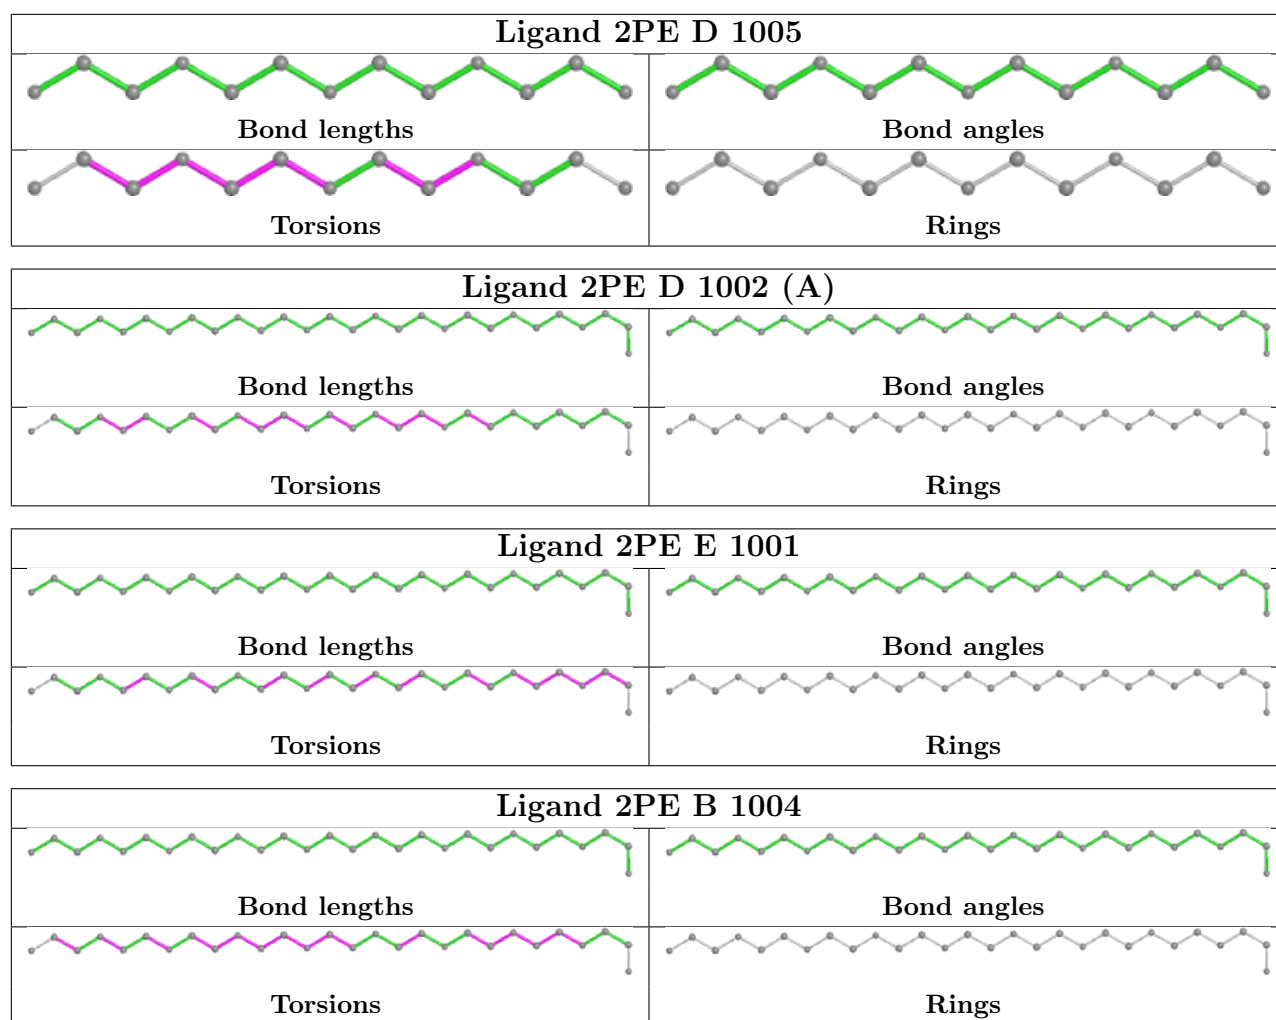 Ligand 2PE D 1005
Bond lengths
Bond angles
Torsions
Rings
Ligand 2PE D 1002 (A)
Bond lengths
Bond angles
Torsions
Rings
Ligand 2PE E 1001
Bond lengths
Bond angles
Torsions
Rings
Ligand 2PE B 1004
Bond lengths
Bond angles
Torsions
Rings